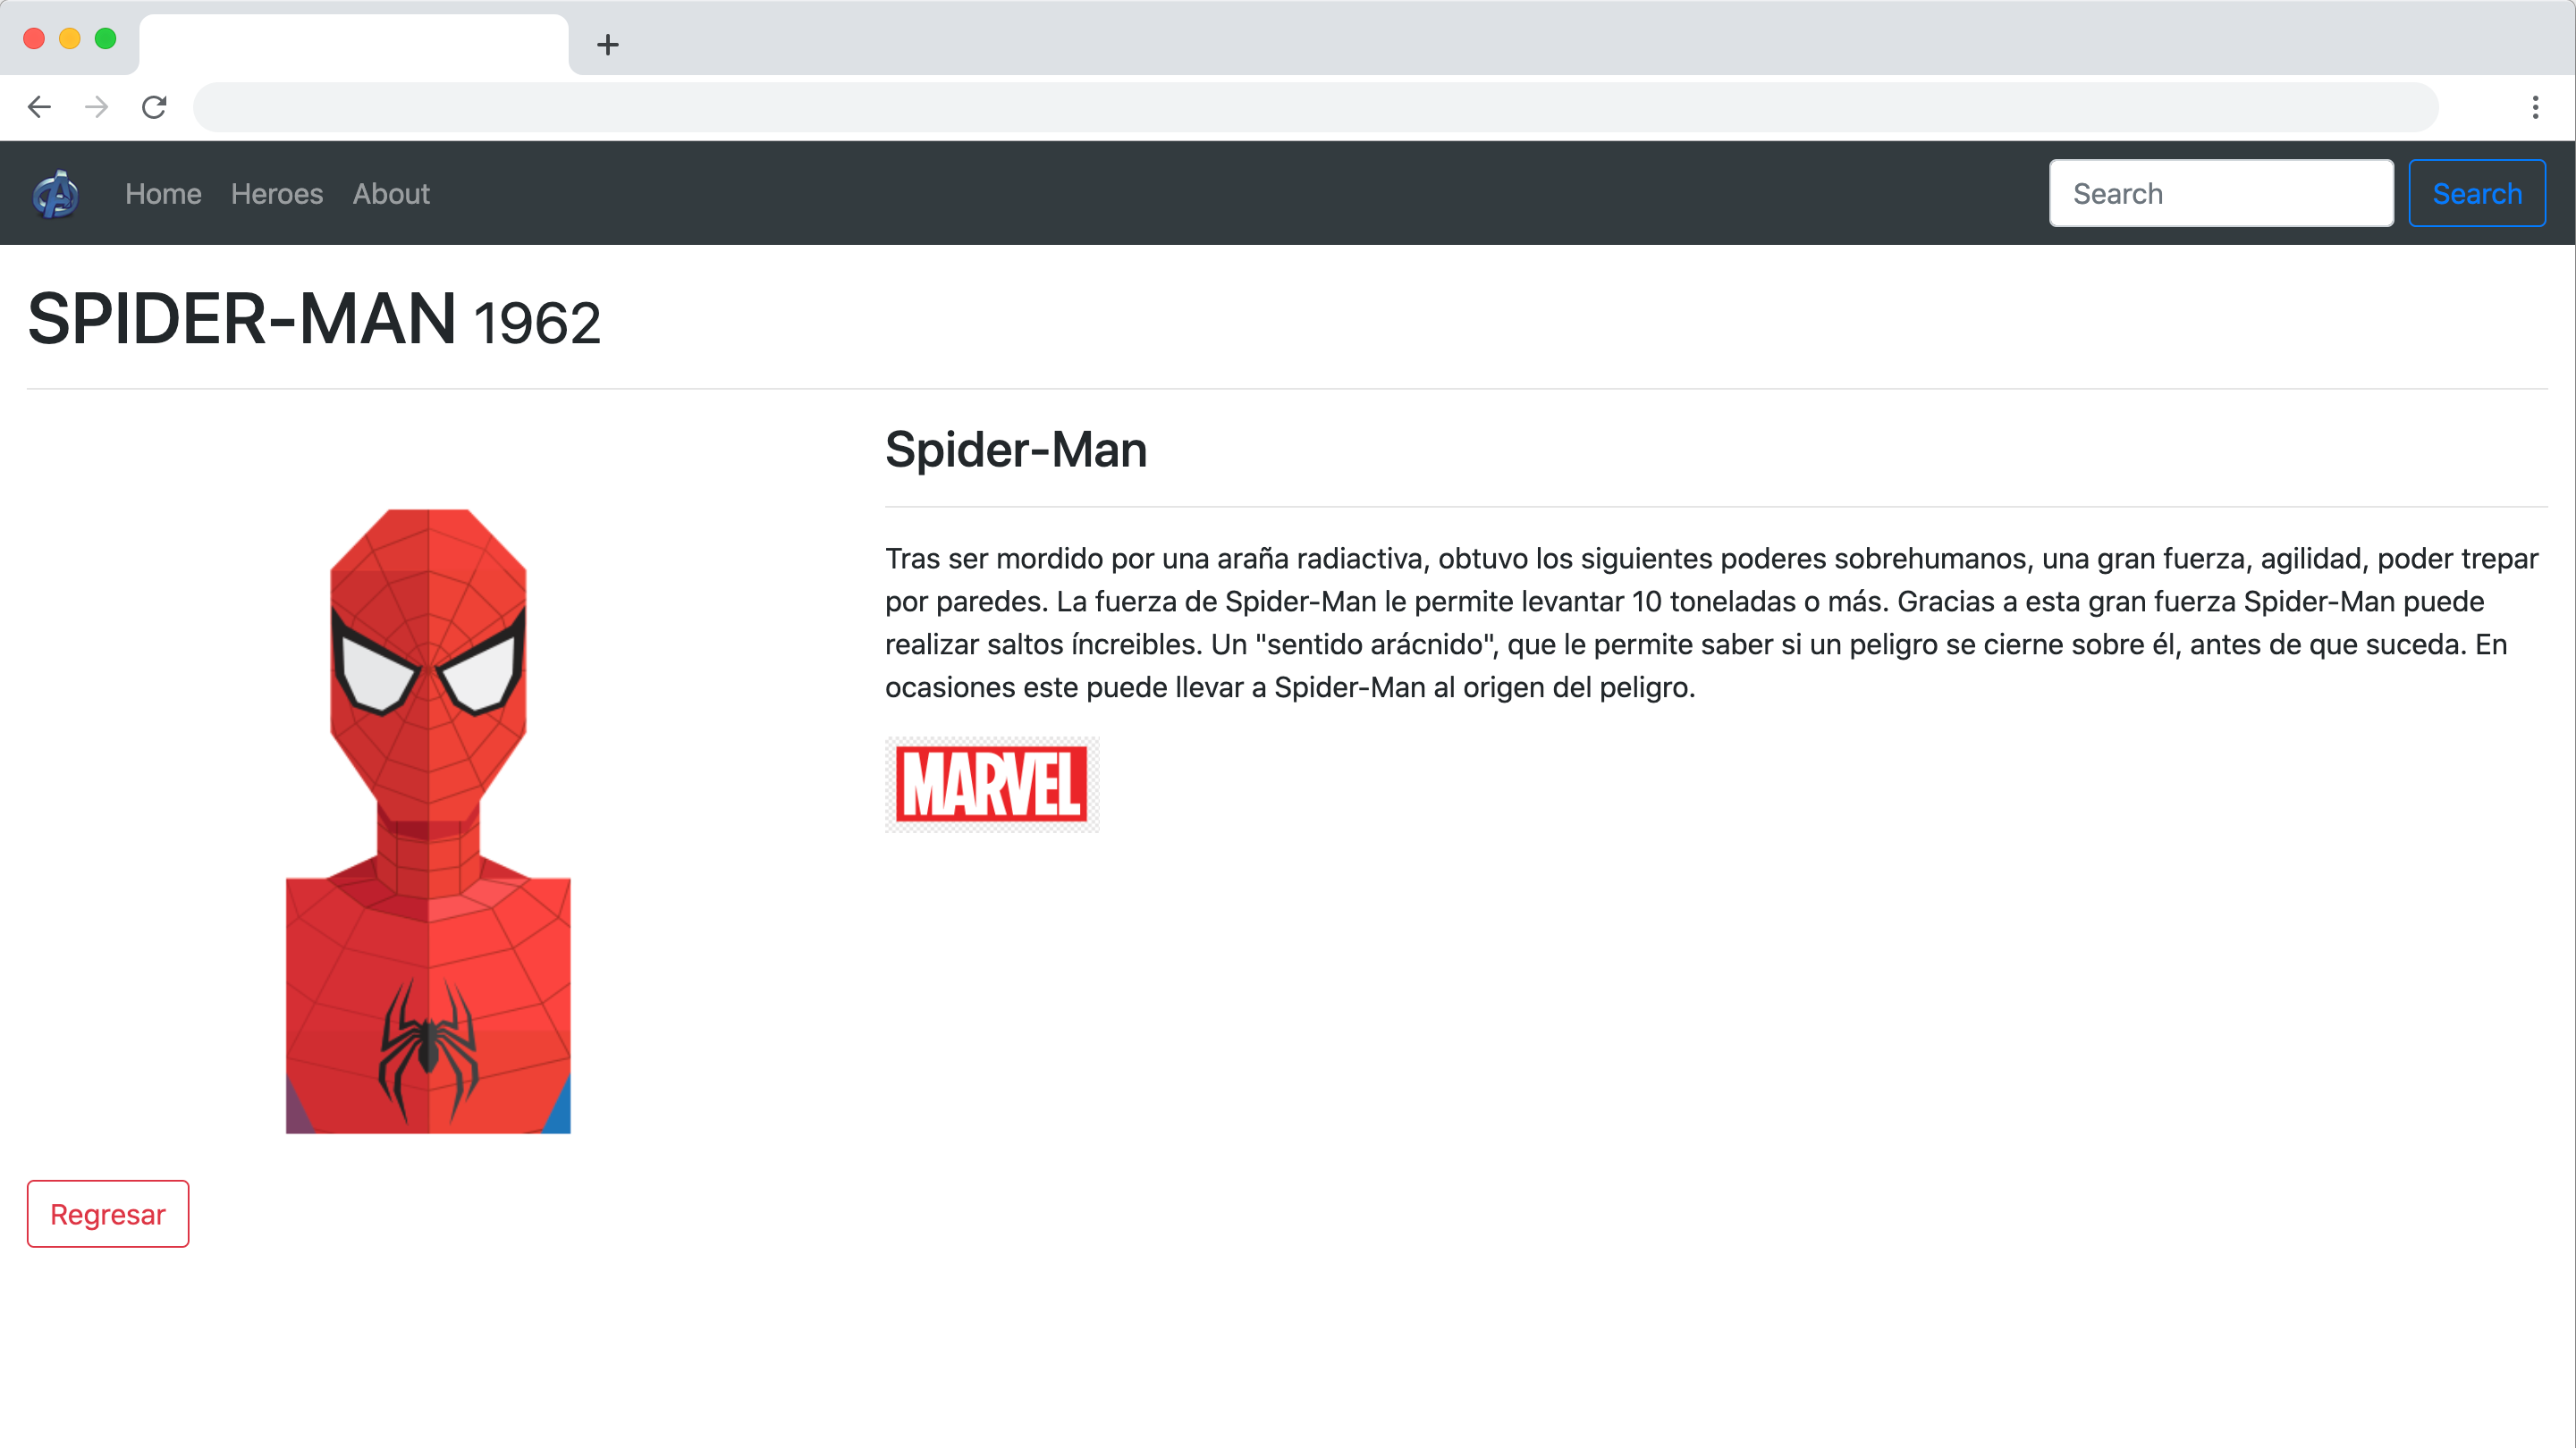 Home Heroes About Search Search
SPIDER-MAN 1962
Spider-Man
Tras ser mordido por una araña radiactiva, obtuvo los siguientes poderes sobrehumanos, una gran fuerza, agilidad, poder trepar
por paredes. La fuerza de Spider-Man le permite levantar 10 toneladas o más. Gracias a esta gran fuerza Spider-Man puede
realizar saltos íncreibles. Un "sentido arácnido", que le permite saber si un peligro se cierne sobre él, antes de que suceda. En
ocasiones este puede llevar a Spider-Man al origen del peligro.
MARVEL
Regresar